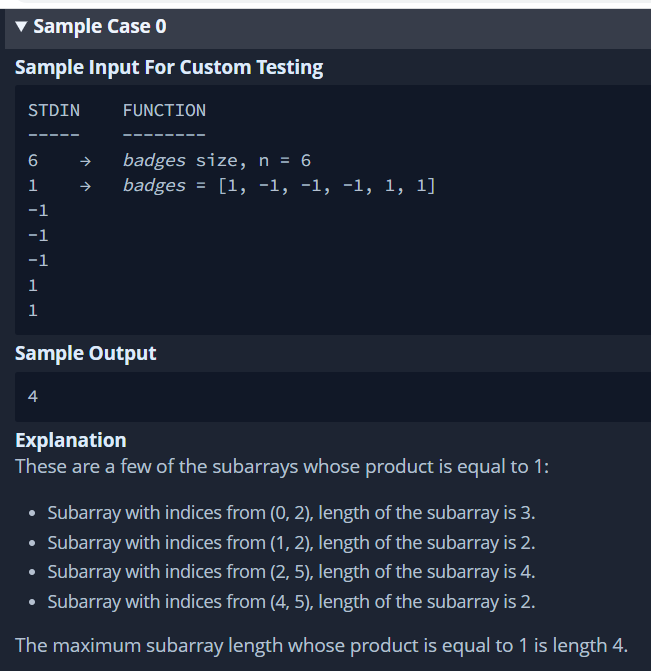 ▼ Sample Case 0
Sample Input For Custom Testing
STDIN    FUNCTION
-----    --------
6    →   badges size, n = 6
1    →   badges = [1, -1, -1, -1, 1, 1]
-1
-1
-1
1
1
Sample Output
4
Explanation
These are a few of the subarrays whose product is equal to 1:
• Subarray with indices from (0, 2), length of the subarray is 3.
• Subarray with indices from (1, 2), length of the subarray is 2.
• Subarray with indices from (2, 5), length of the subarray is 4.
• Subarray with indices from (4, 5), length of the subarray is 2.
The maximum subarray length whose product is equal to 1 is length 4.